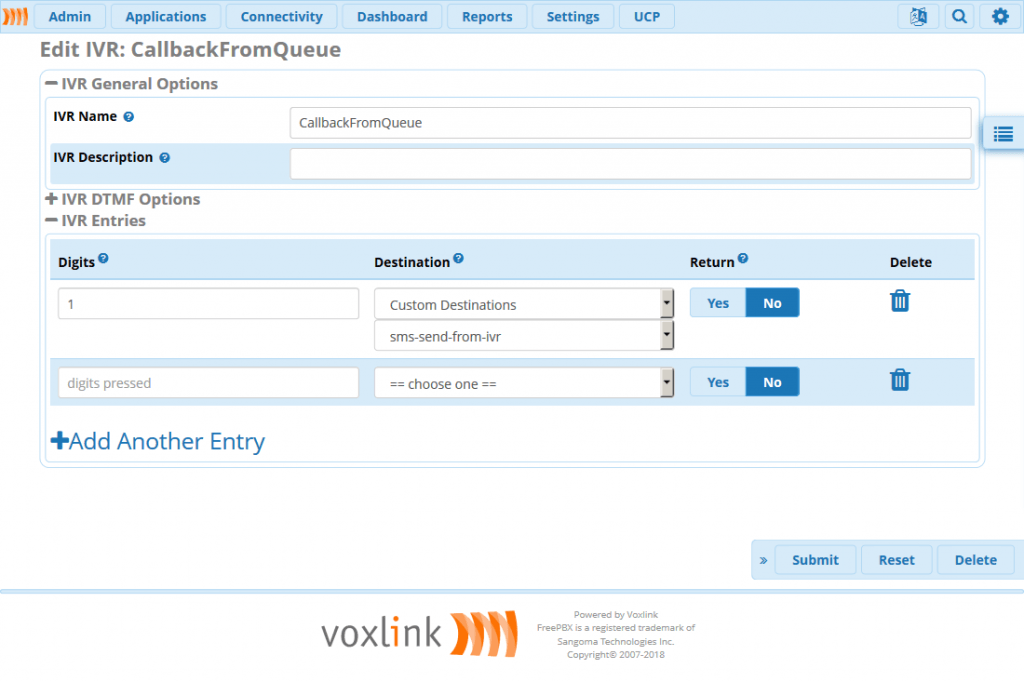 Admin Applications Connectivity Dashboard Reports Settings UCP
Edit IVR: CallbackFromQueue
IVR General Options
IVR Name ? CallbackFromQueue
IVR Description ?
IVR DTMF Options
IVR Entries
Digits ? Destination ? Return ? Delete
1 Custom Destinations Yes No
sms-send-from-ivr
digits pressed == choose one == Yes No
Add Another Entry
» Submit Reset Delete
voxlink
Powered by Voxlink
FreePBX is a registered trademark of
Sangoma Technologies Inc.
Copyright© 2007-2018